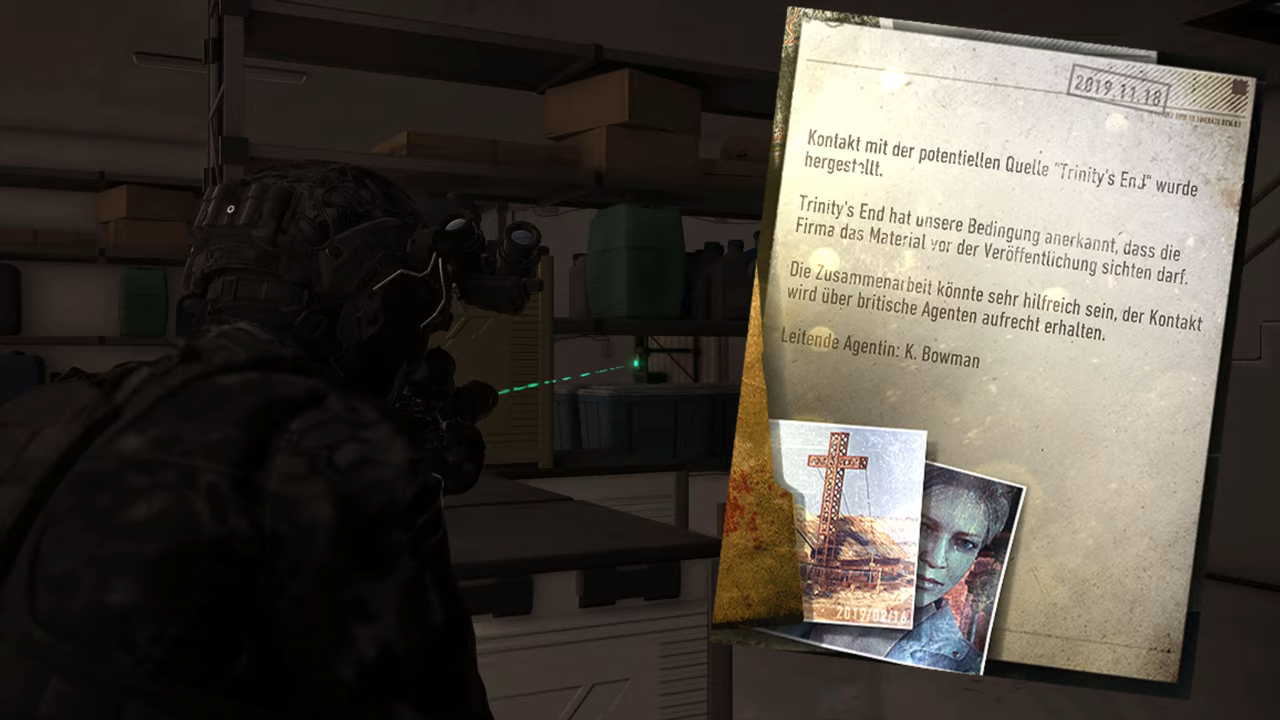 2019.11.18
Kontakt mit der potentiellen Quelle "Trinity's End" wurde
hergestellt.
Trinity's End hat unsere Bedingung anerkannt, dass die
Firma das Material vor der Veröffentlichung sichten darf.
Die Zusammenarbeit könnte sehr hilfreich sein, der Kontakt
wird über britische Agenten aufrecht erhalten.
Leitende Agentin: K. Bowman
2019/02/16